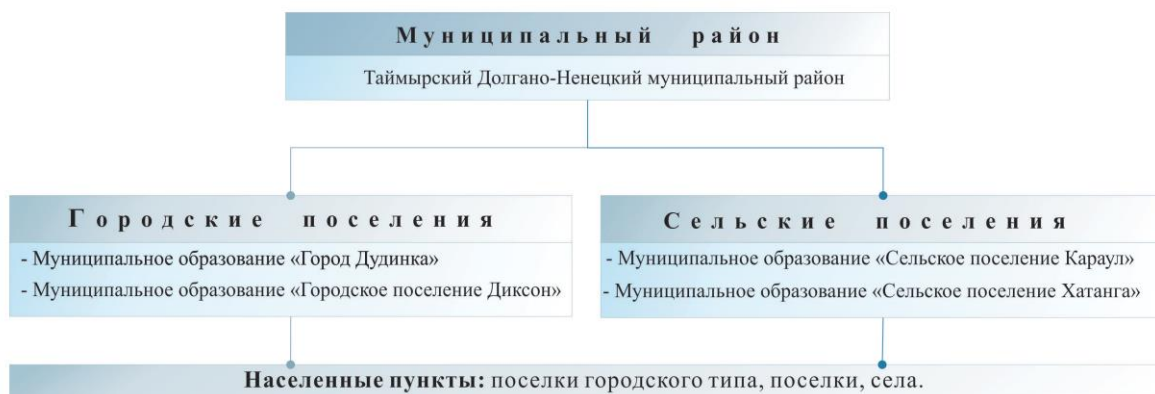 Муниципальный район
Таймырский Долгано-Ненецкий муниципальный район
Городские поселения
- Муниципальное образование «Город Дудинка»
- Муниципальное образование «Городское поселение Диксон»
Сельские поселения
- Муниципальное образование «Сельское поселение Караул»
- Муниципальное образование «Сельское поселение Хатанга»
Населенные пункты: поселки городского типа, поселки, села.